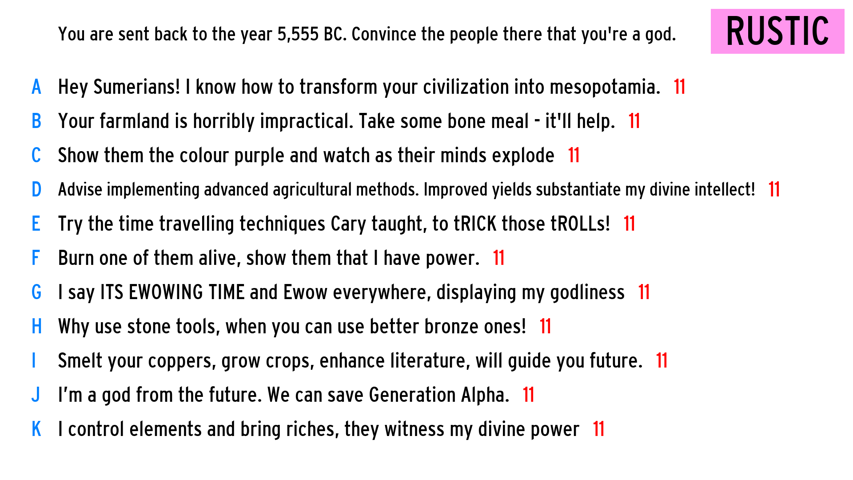 You are sent back to the year 5,555 BC. Convince the people there that you're a god.
RUSTIC
A Hey Sumerians! I know how to transform your civilization into mesopotamia. 11
B Your farmland is horribly impractical. Take some bone meal - it'll help. 11
C Show them the colour purple and watch as their minds explode 11
D Advise implementing advanced agricultural methods. Improved yields substantiate my divine intellect! 11
E Try the time travelling techniques Cary taught, to tRICK those tROLLs! 11
F Burn one of them alive, show them that I have power. 11
G I say ITS EWOWING TIME and Ewow everywhere, displaying my godliness 11
H Why use stone tools, when you can use better bronze ones! 11
I Smelt your coppers, grow crops, enhance literature, will guide you future. 11
J I’m a god from the future. We can save Generation Alpha. 11
K I control elements and bring riches, they witness my divine power 11